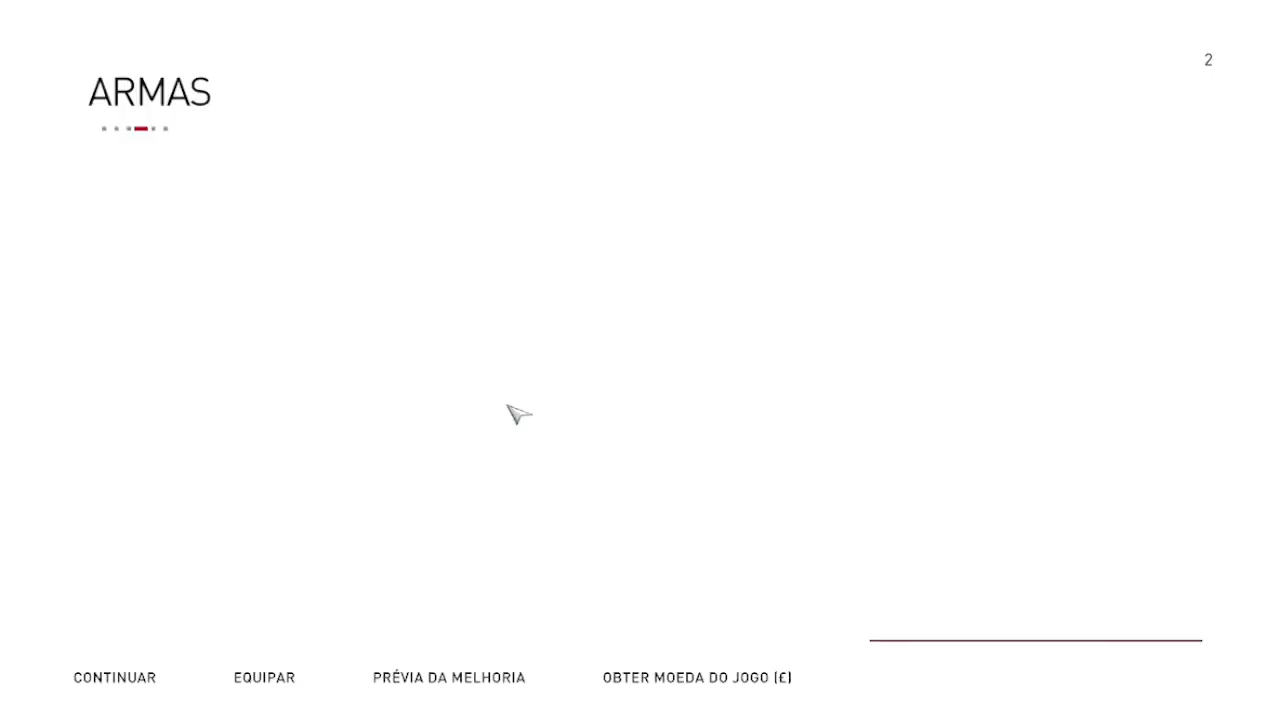 2
ARMAS
CONTINUAR
EQUIPAR
PRÉVIA DA MELHORIA
OBTER MOEDA DO JOGO (£)